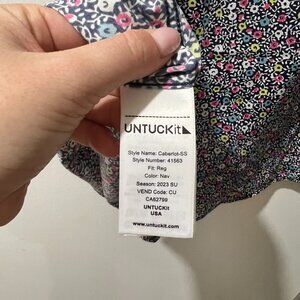 UNTUCKit
Style Name: Caberlot-SS
Style Number: 41563
Fit: Reg
Color: Nav
Season: 2023 SU
VEND Code: CU
CA62799
UNTUCKit
USA
www.untuckit.com